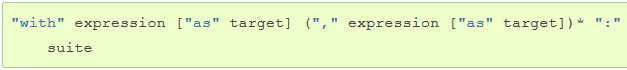 "with" expression ["as" target] ("," expression ["as" target])* ":"
suite